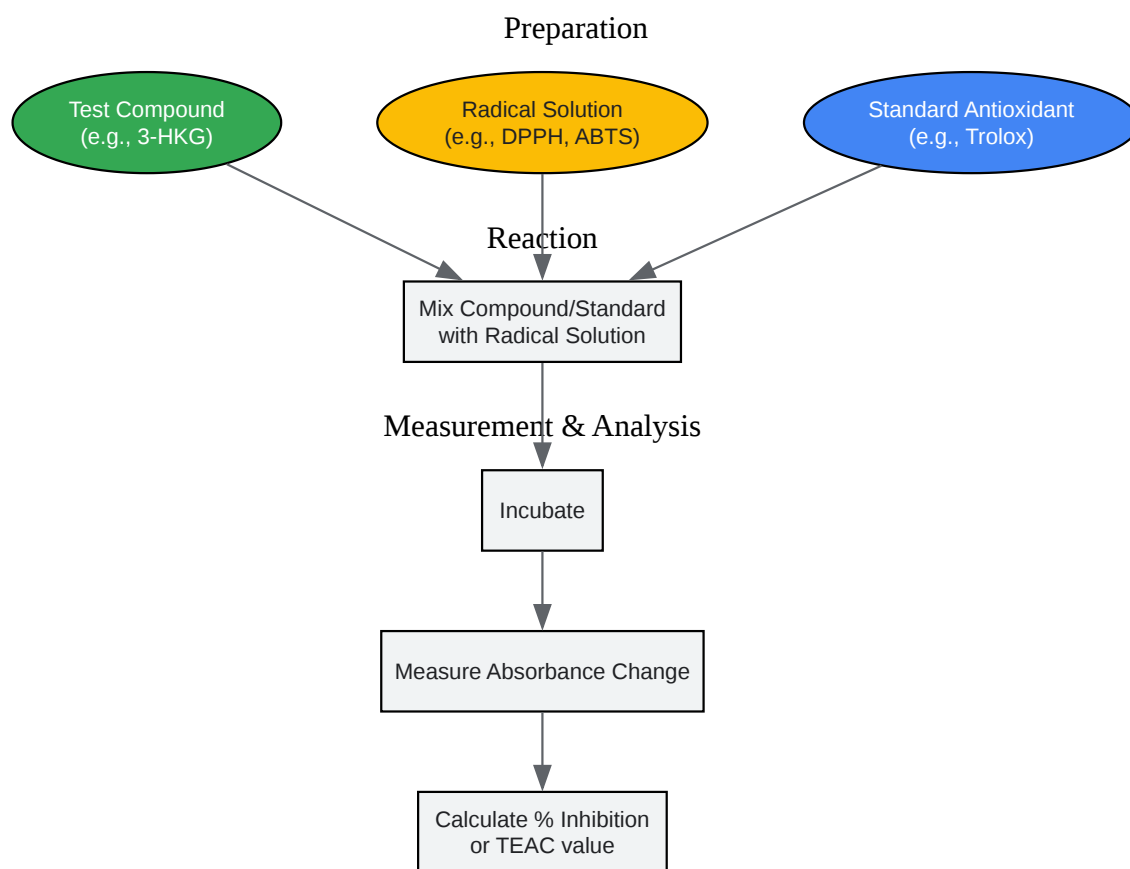 Preparation
Test Compound
(e.g., 3-HKG)
Radical Solution
(e.g., DPPH, ABTS)
Standard Antioxidant
(e.g., Trolox)
Reaction
Mix Compound/Standard
with Radical Solution
Measurement & Analysis
Incubate
Measure Absorbance Change
Calculate % Inhibition
or TEAC value